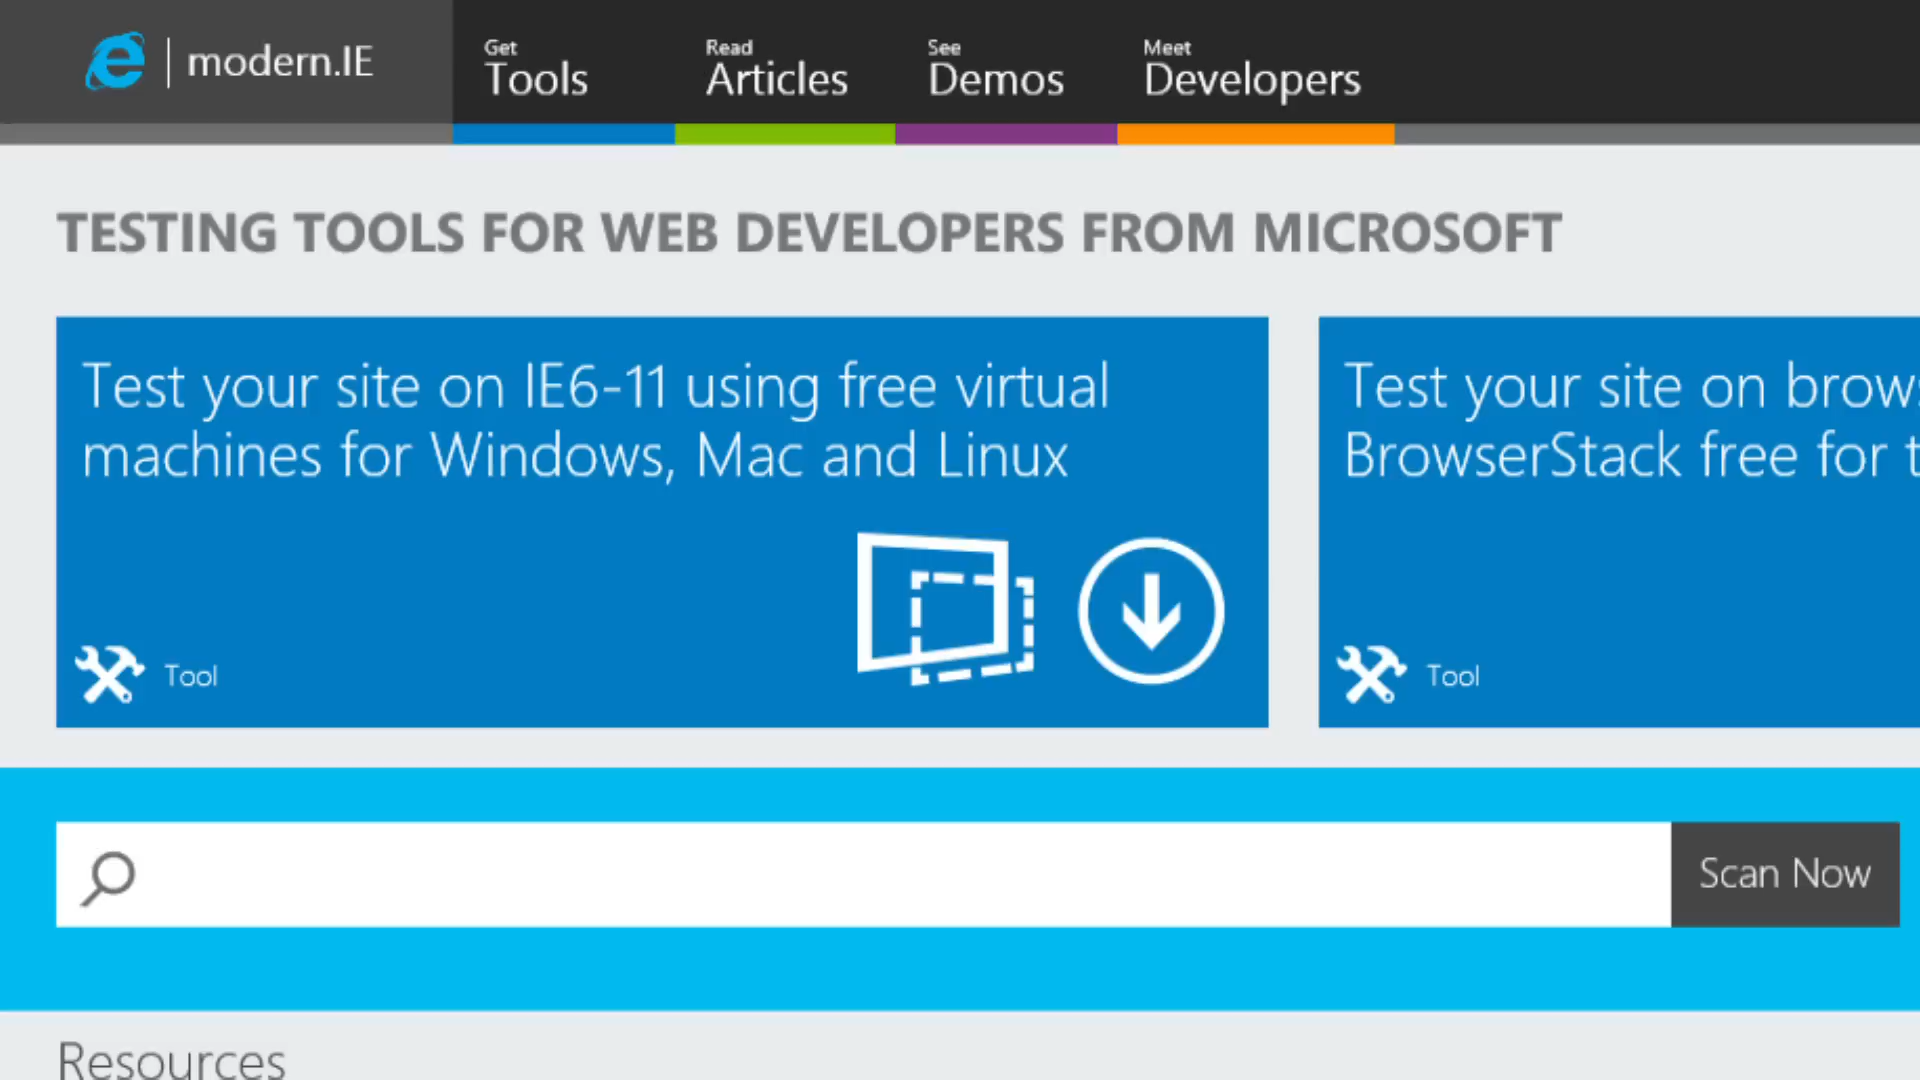 modern.IE
Get
Tools
Read
Articles
See
Demos
Meet
Developers
TESTING TOOLS FOR WEB DEVELOPERS FROM MICROSOFT
Test your site on IE6-11 using free virtual
machines for Windows, Mac and Linux
Tool
Test your site on
BrowserStack free for
Tool
Scan Now
Resources